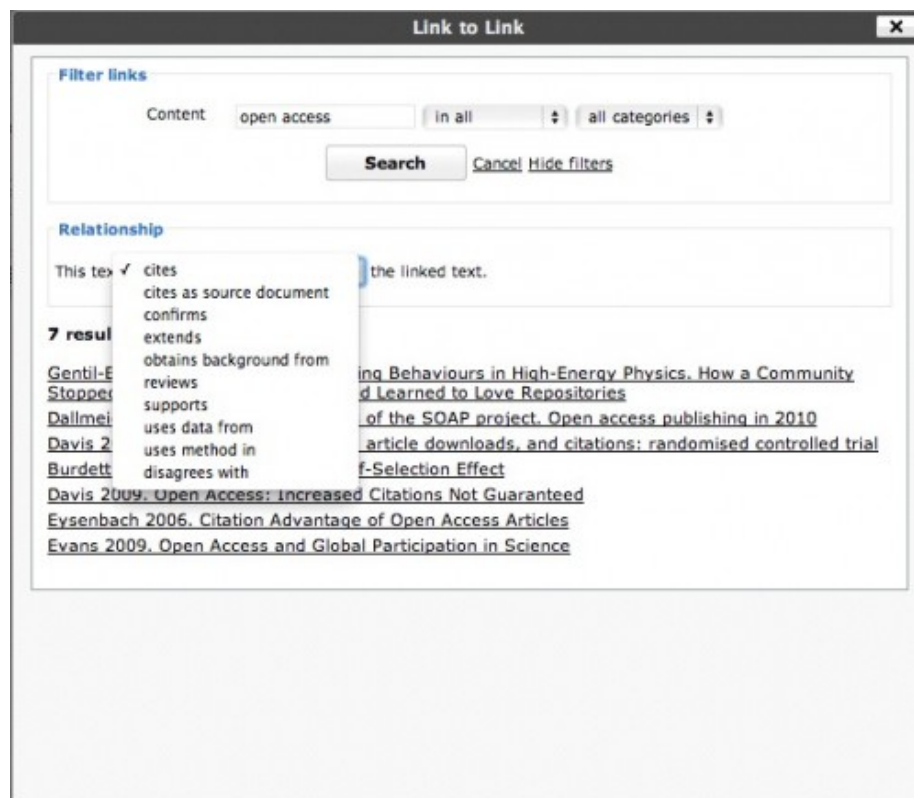 Link to Link
x
Filter links
Content open access in all all categories
Search Cancel Hide filters
Relationship
This tex ✓ cites the linked text.
cites as source document
confirms
extends
obtains background from
reviews
supports
uses data from
uses method in
disagrees with
7 resul
Gentil-B ing Behaviours in High-Energy Physics. How a Community
Stopped d Learned to Love Repositories
Dallmei of the SOAP project. Open access publishing in 2010
Davis 2 article downloads, and citations: randomised controlled trial
Burdett f-Selection Effect
Davis 2009. Open Access: Increased Citations Not Guaranteed
Eysenbach 2006. Citation Advantage of Open Access Articles
Evans 2009. Open Access and Global Participation in Science